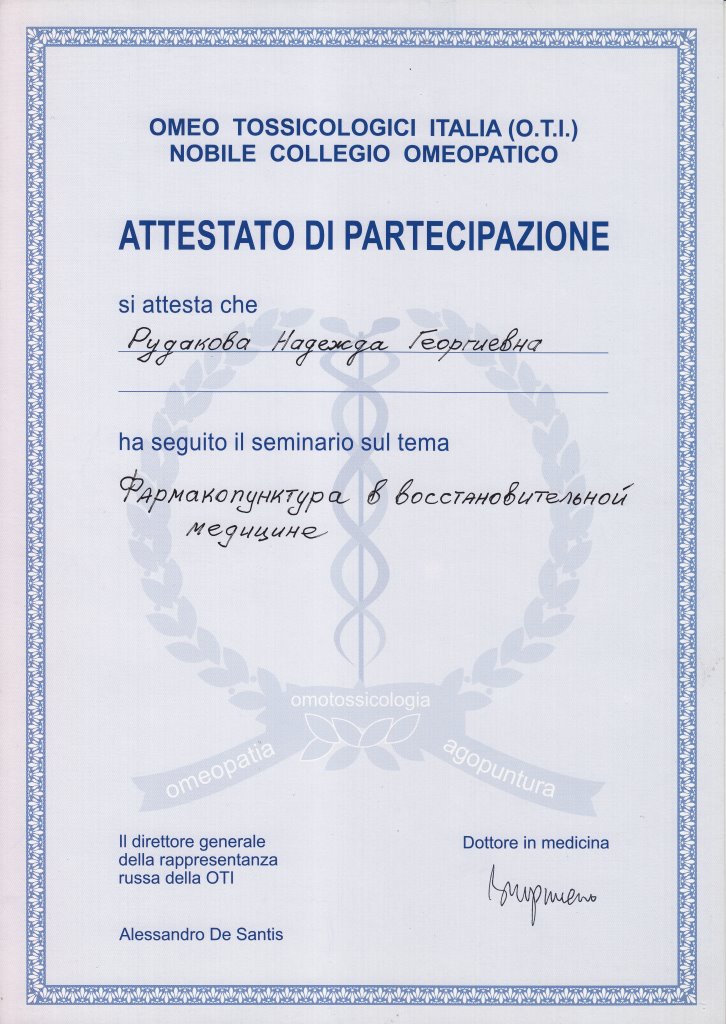 OMEO TOSSICOLOGICI ITALIA (O.T.I.)
NOBILE COLLEGIO OMEOPATICO
ATTESTATO DI PARTECIPAZIONE
si attesta che
Рудакова Надежда Георгиевна
ha seguito il seminario sul tema
Фармакопунктура в восстановительной
медицине
omotossicologia
omeopatia
agopuntura
Il direttore generale
della rappresentanza
russa della OTI
Alessandro De Santis
Dottore in medicina